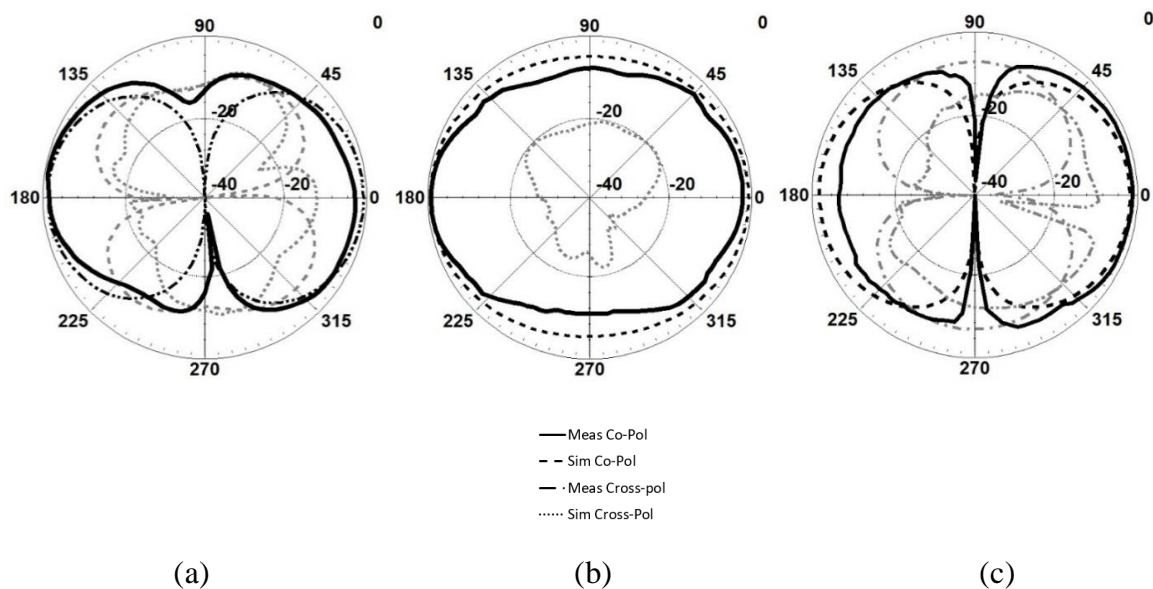 90 0 90 90 0
135 45 135 45 135 45
-20 -20 -20
180 -40 -20 0 180 -40 -20 0 180 -40 -20 0
225 315 225 315 225 315
270 270 270
Meas Co-Pol
Sim Co-Pol
Meas Cross-pol
Sim Cross-Pol
(a) (b) (c)